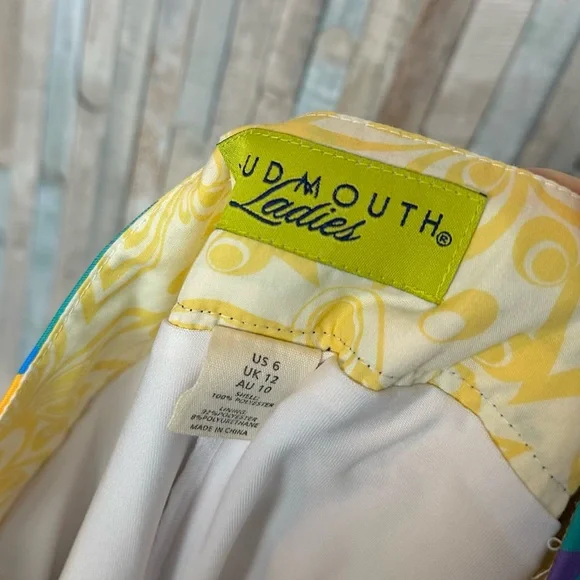 UDMOUTH®
Ladies
US 6
UK 12
AU 10
SHELL:
100% POLYESTER
LINING:
92% POLYESTER
8% POLYURETHANE
MADE IN CHINA